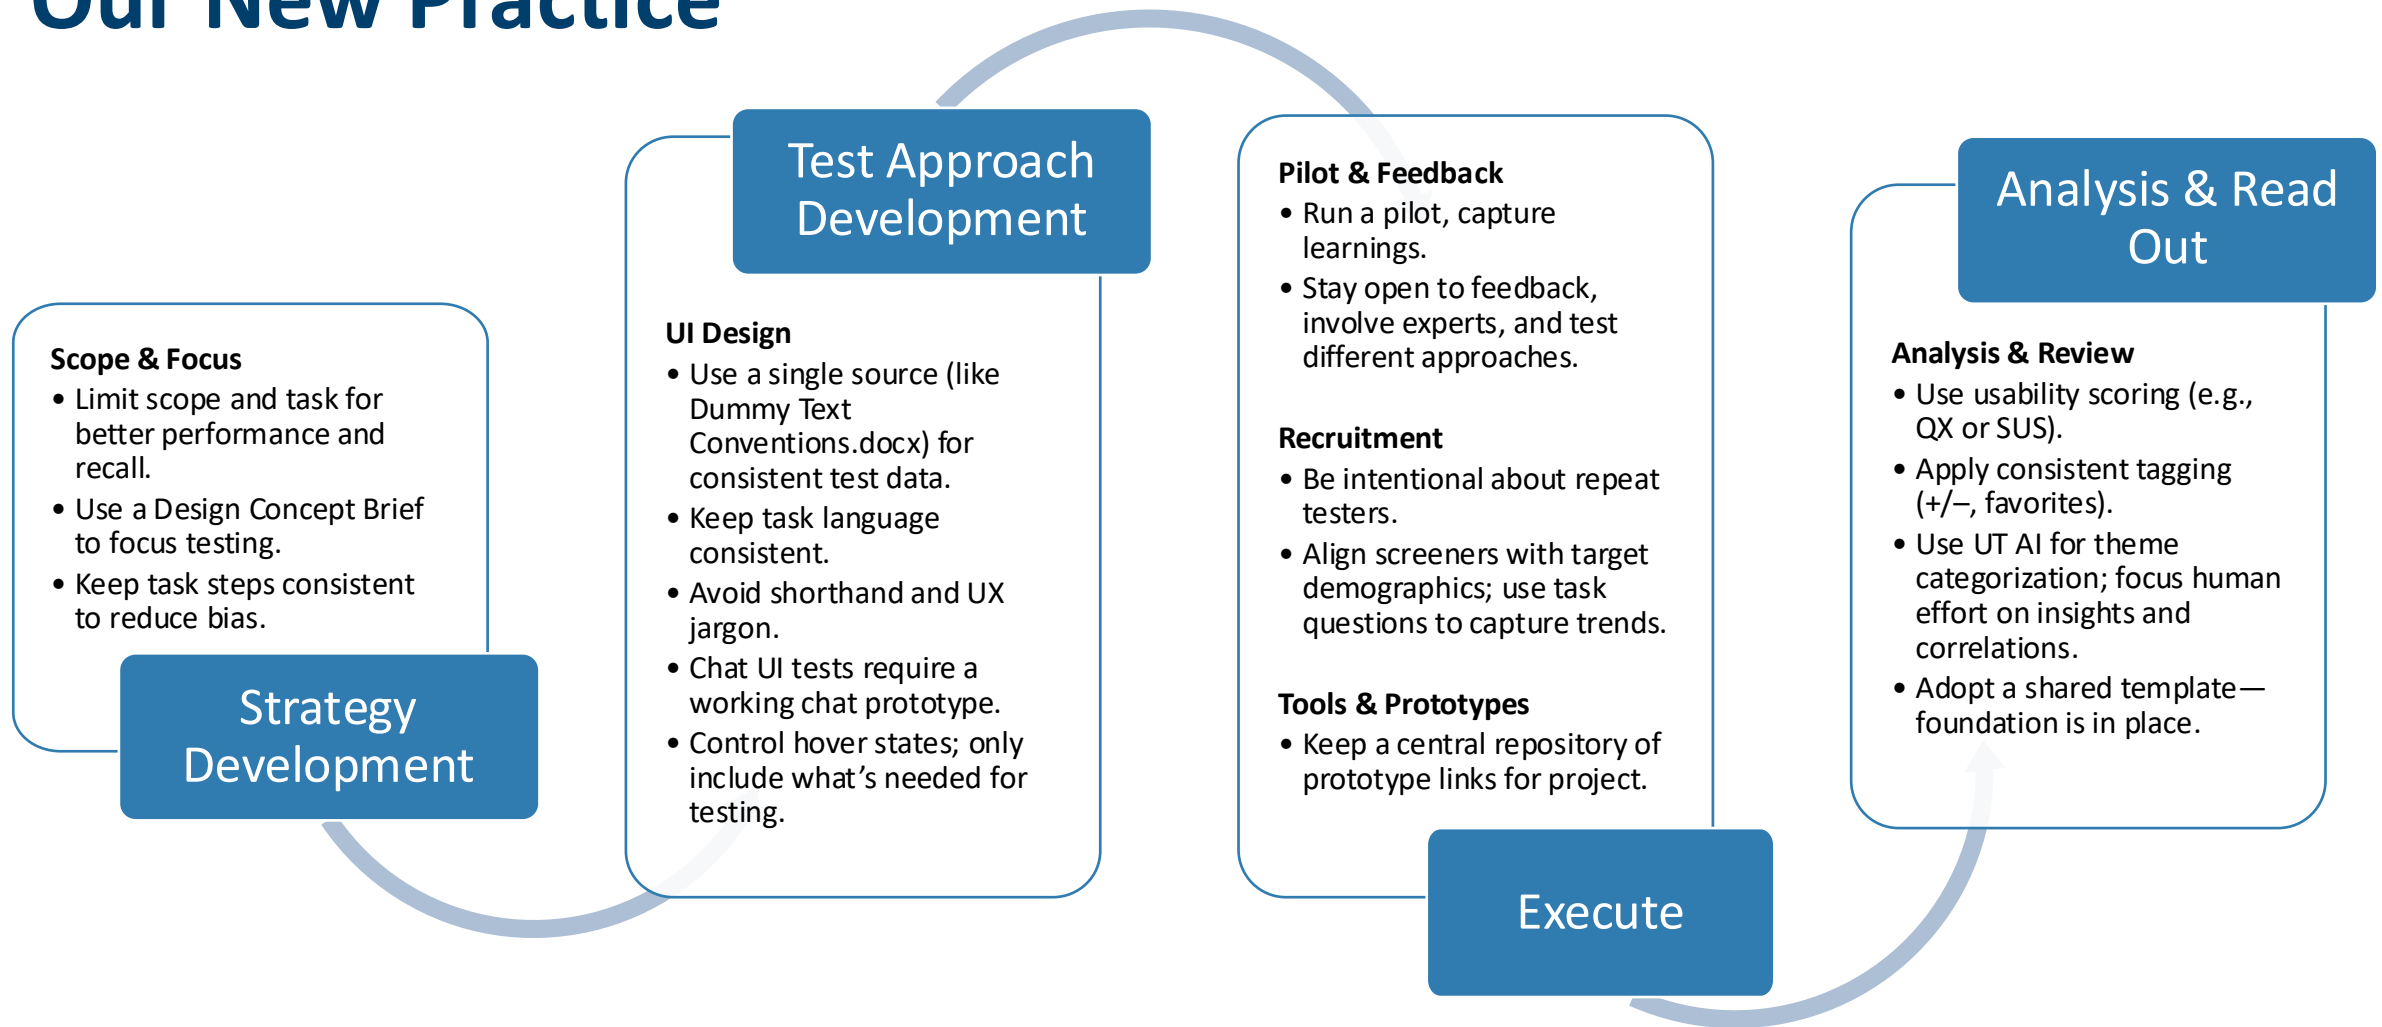 Our New Practice
Scope & Focus
• Limit scope and task for
better performance and
recall.
• Use a Design Concept Brief
to focus testing.
• Keep task steps consistent
to reduce bias.
Strategy
Development
Test Approach
Development
UI Design
• Use a single source (like
Dummy Text
Conventions.docx) for
consistent test data.
• Keep task language
consistent.
• Avoid shorthand and UX
jargon.
• Chat UI tests require a
working chat prototype.
• Control hover states; only
include what’s needed for
testing.
Pilot & Feedback
• Run a pilot, capture
learnings.
• Stay open to feedback,
involve experts, and test
different approaches.
Recruitment
• Be intentional about repeat
testers.
• Align screeners with target
demographics; use task
questions to capture trends.
Tools & Prototypes
• Keep a central repository of
prototype links for project.
Execute
Analysis & Read
Out
Analysis & Review
• Use usability scoring (e.g.,
QX or SUS).
• Apply consistent tagging
(+/–, favorites).
• Use UT AI for theme
categorization; focus human
effort on insights and
correlations.
• Adopt a shared template—
foundation is in place.